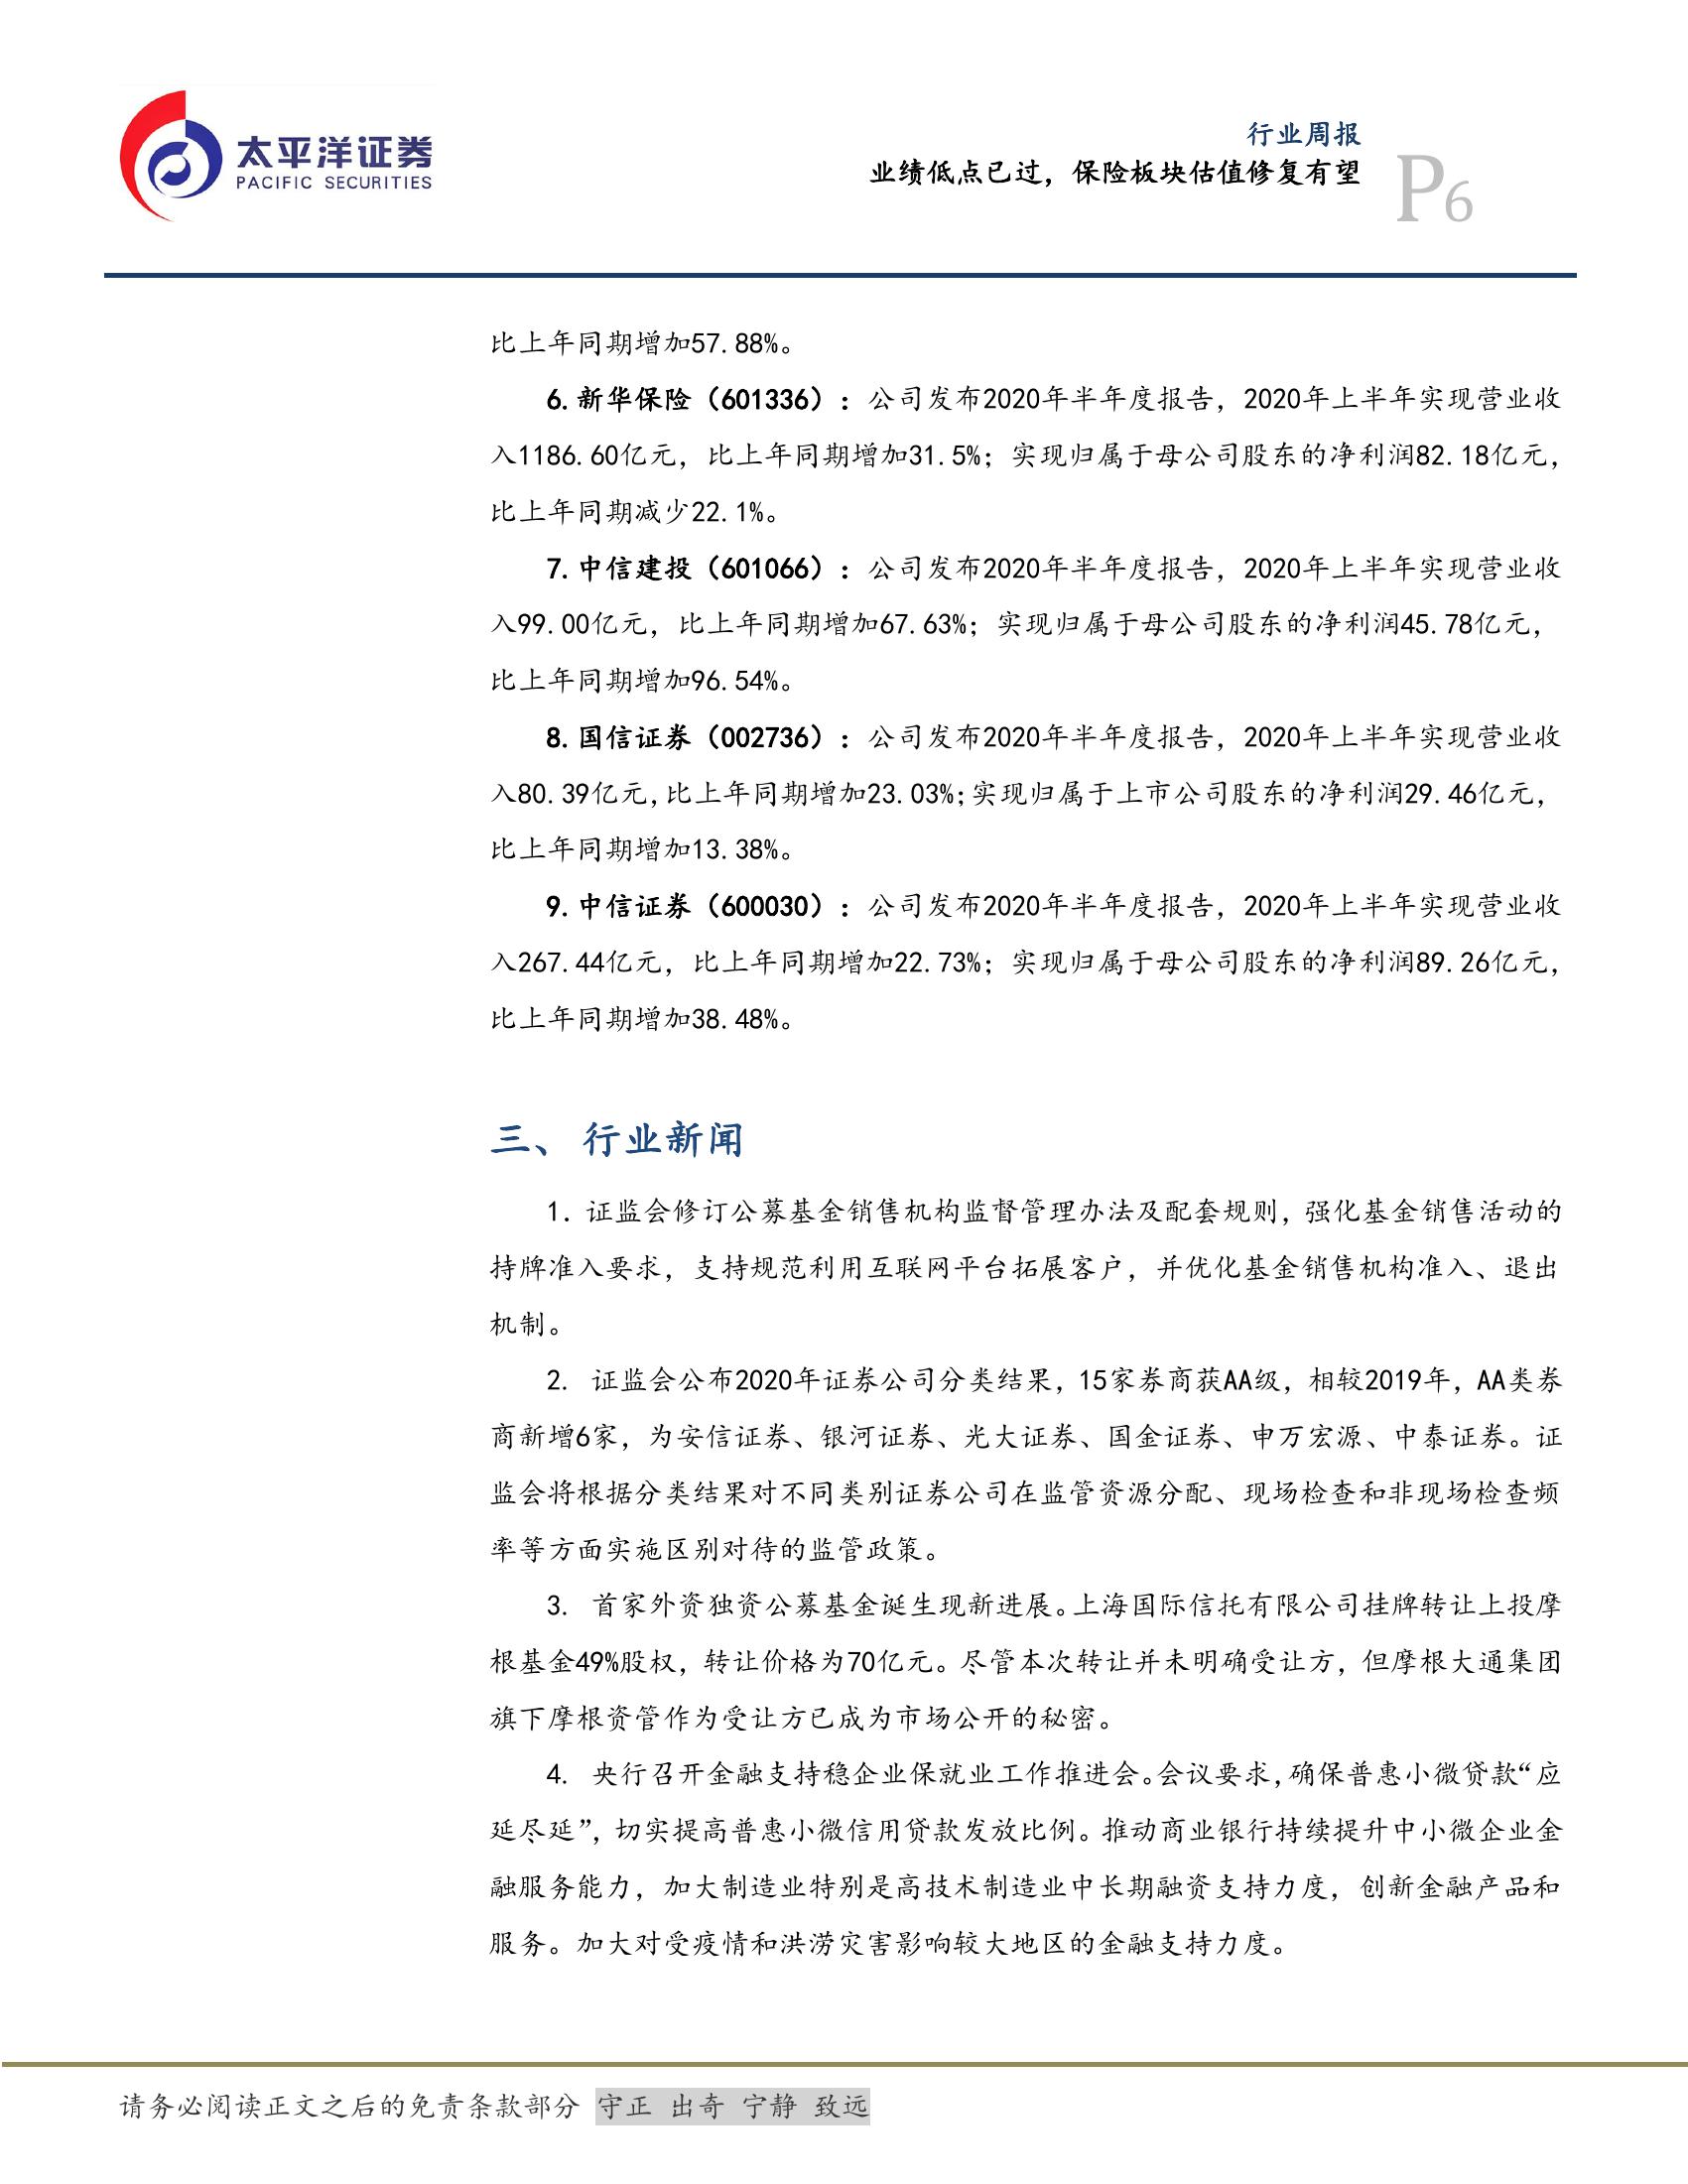 太平洋证券
PACIFIC SECURITIES
行业周报
业绩低点已过，保险板块估值修复有望
P6
比上年同期增加57.88%。
6.新华保险（601336）：公司发布2020年半年度报告，2020年上半年实现营业收
入1186.60亿元，比上年同期增加31.5%；实现归属于母公司股东的净利润82.18亿元，
比上年同期减少22.1%。
7.中信建投（601066）：公司发布2020年半年度报告，2020年上半年实现营业收
入99.00亿元，比上年同期增加67.63%；实现归属于母公司股东的净利润45.78亿元，
比上年同期增加96.54%。
8.国信证券（002736）：公司发布2020年半年度报告，2020年上半年实现营业收
入80.39亿元,比上年同期增加23.03%;实现归属于上市公司股东的净利润29.46亿元，
比上年同期增加13.38%。
9.中信证券（600030）：公司发布2020年半年度报告，2020年上半年实现营业收
入267.44亿元，比上年同期增加22.73%；实现归属于母公司股东的净利润89.26亿元，
比上年同期增加38.48%。
三、 行业新闻
1. 证监会修订公募基金销售机构监督管理办法及配套规则，强化基金销售活动的
持牌准入要求，支持规范利用互联网平台拓展客户，并优化基金销售机构准入、退出
机制。
2. 证监会公布2020年证券公司分类结果，15家券商获AA级，相较2019年，AA类券
商新增6家，为安信证券、银河证券、光大证券、国金证券、申万宏源、中泰证券。证
监会将根据分类结果对不同类别证券公司在监管资源分配、现场检查和非现场检查频
率等方面实施区别对待的监管政策。
3. 首家外资独资公募基金诞生现新进展。上海国际信托有限公司挂牌转让上投摩
根基金49%股权，转让价格为70亿元。尽管本次转让并未明确受让方，但摩根大通集团
旗下摩根资管作为受让方已成为市场公开的秘密。
4. 央行召开金融支持稳企业保就业工作推进会。会议要求,确保普惠小微贷款“应
延尽延”，切实提高普惠小微信用贷款发放比例。推动商业银行持续提升中小微企业金
融服务能力，加大制造业特别是高技术制造业中长期融资支持力度，创新金融产品和
服务。加大对受疫情和洪涝灾害影响较大地区的金融支持力度。
请务必阅读正文之后的免责条款部分 守正 出奇 宁静 致远